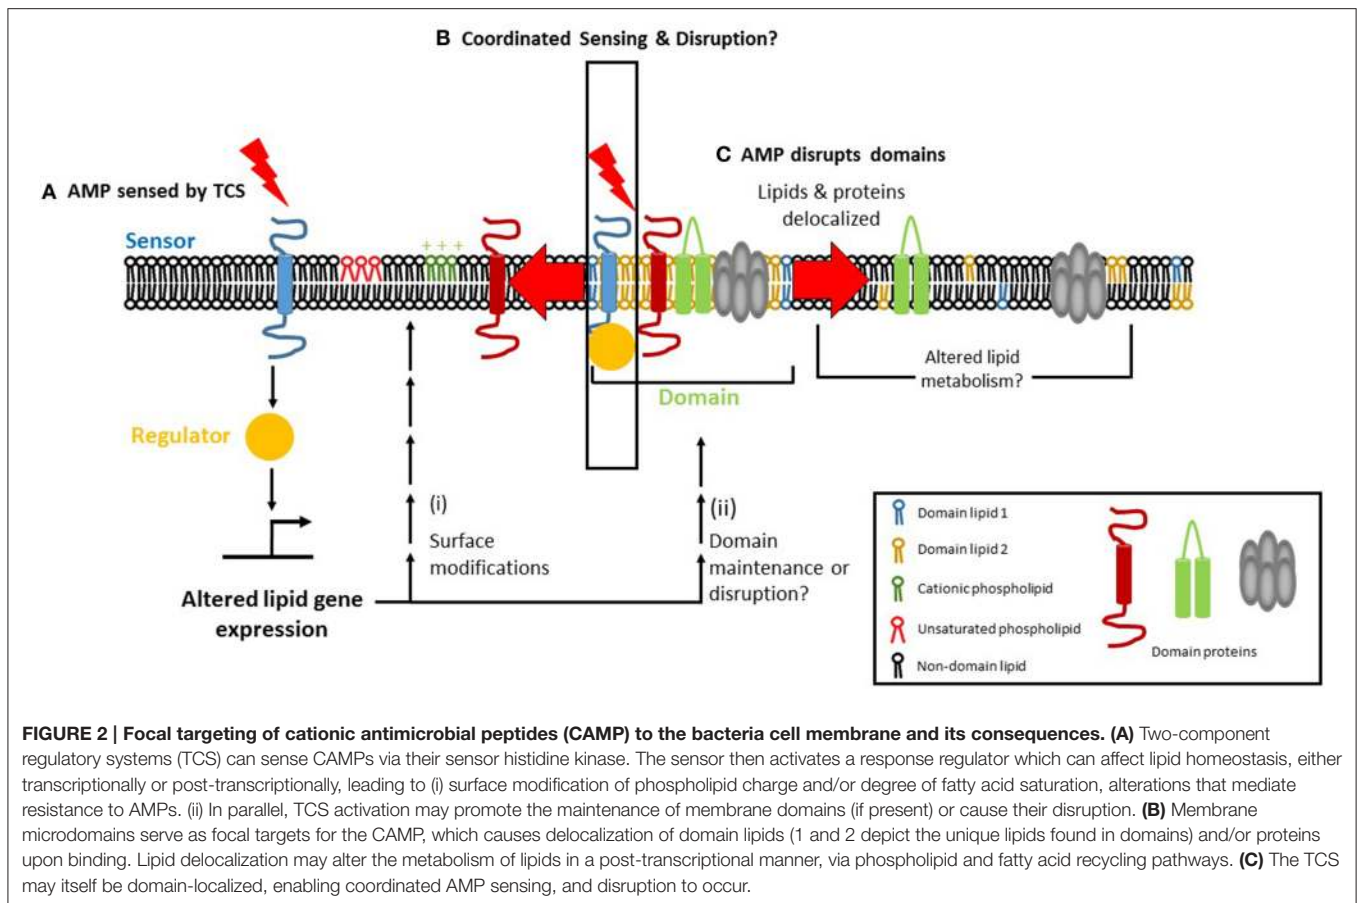 B Coordinated Sensing & Disruption?
C AMP disrupts domains
Lipids & proteins
delocalized
A AMP sensed by TCS
Sensor
+ + +
Altered lipid
metabolism?
Domain
Regulator
(i)
Surface
modifications
(ii)
Domain
maintenance or
disruption?
Altered lipid gene
expression
Domain lipid 1
Domain lipid 2
Cationic phospholipid
Unsaturated phospholipid
Non-domain lipid
Domain proteins
FIGURE 2 | Focal targeting of cationic antimicrobial peptides (CAMP) to the bacteria cell membrane and its consequences. (A) Two-component
regulatory systems (TCS) can sense CAMPs via their sensor histidine kinase. The sensor then activates a response regulator which can affect lipid homeostasis, either
transcriptionally or post-transcriptionally, leading to (i) surface modification of phospholipid charge and/or degree of fatty acid saturation, alterations that mediate
resistance to AMPs. (ii) In parallel, TCS activation may promote the maintenance of membrane domains (if present) or cause their disruption. (B) Membrane
microdomains serve as focal targets for the CAMP, which causes delocalization of domain lipids (1 and 2 depict the unique lipids found in domains) and/or proteins
upon binding. Lipid delocalization may alter the metabolism of lipids in a post-transcriptional manner, via phospholipid and fatty acid recycling pathways. (C) The TCS
may itself be domain-localized, enabling coordinated AMP sensing, and disruption to occur.